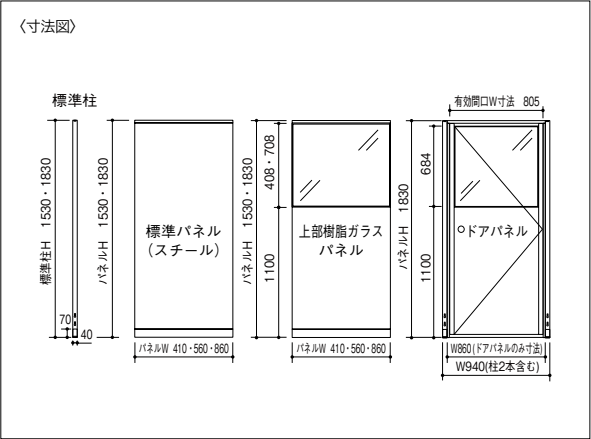 〈寸法図〉
標準柱
標準柱H 1530・1830
70
40
パネルH 1530・1830
標準パネル
(スチール)
パネルW 410・560・860
パネルH 1530・1830
408・708
1100
上部樹脂ガラス
パネル
パネルW 410・560・860
パネルH 1830
有効間口W寸法 805
684
1100
ドアパネル
W860(ドアパネルのみ寸法)
W940(柱2本含む)